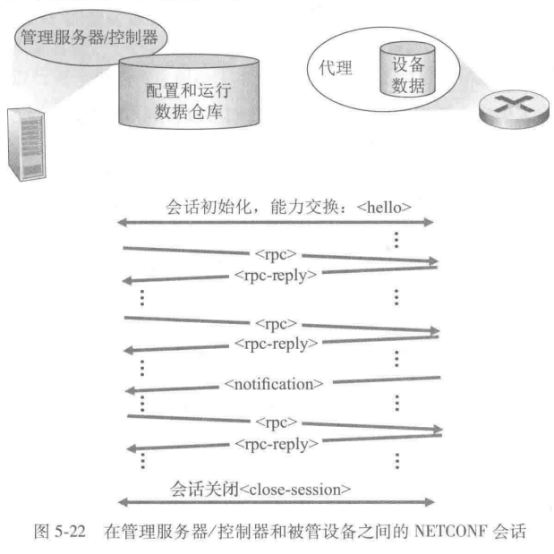 管理服务器/控制器
配置和运行
数据仓库
代理
设备
数据
会话初始化，能力交换：<hello>
<rpc>
<rpc-reply>
<rpc>
<rpc-reply>
<notification>
<rpc>
<rpc-reply>
会话关闭<close-session>
图 5-22 在管理服务器/控制器和被管设备之间的 NETCONF 会话